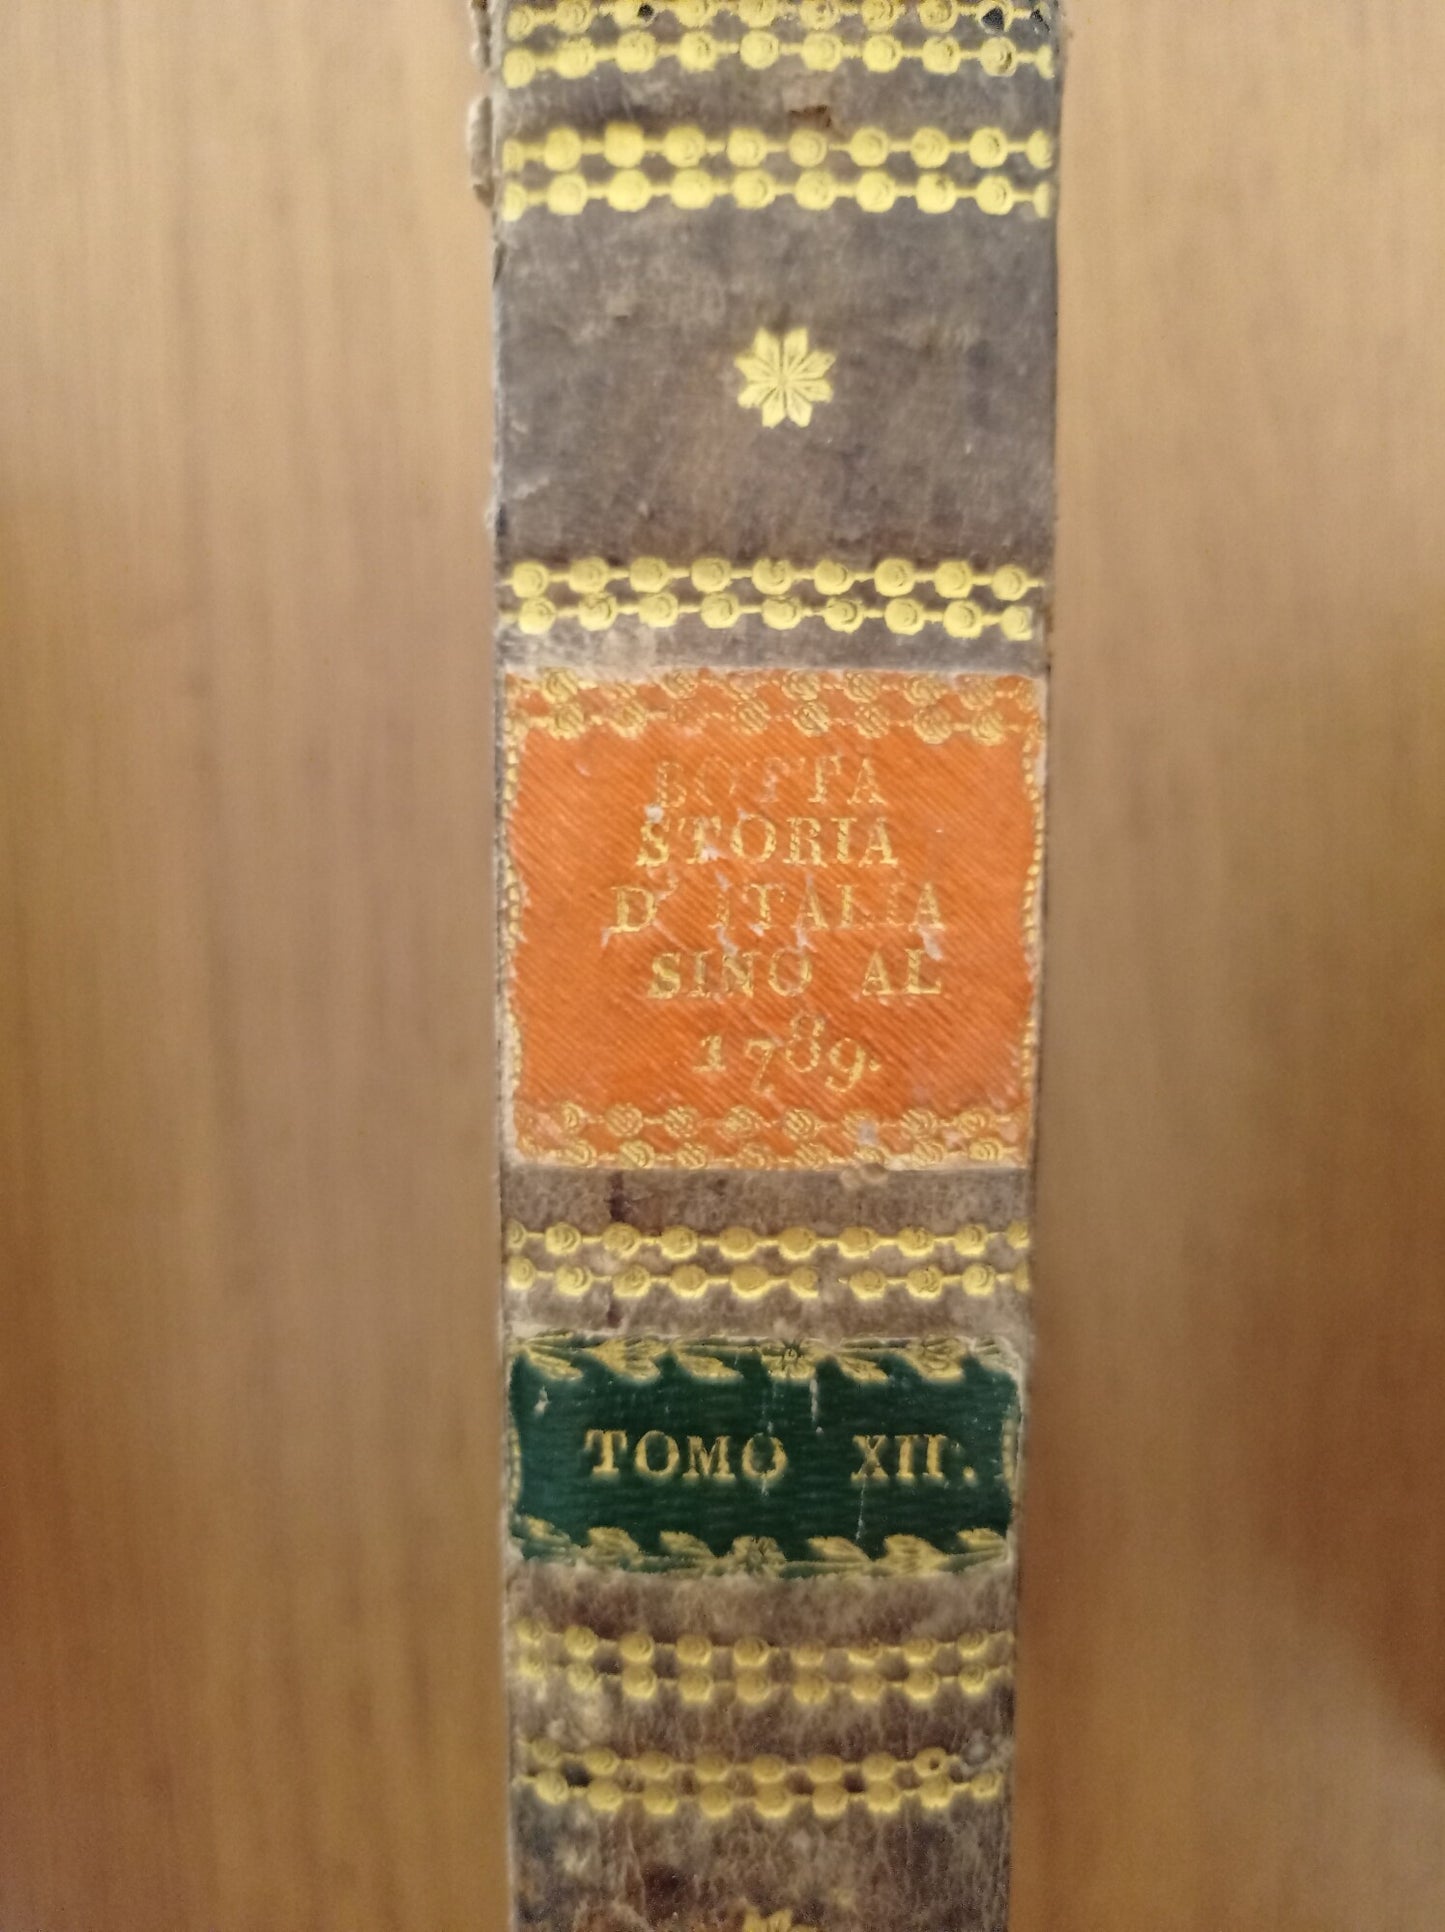 BOTTA
STORIA
D' ITALIA
SINO AL
1789.
TOMO XII.